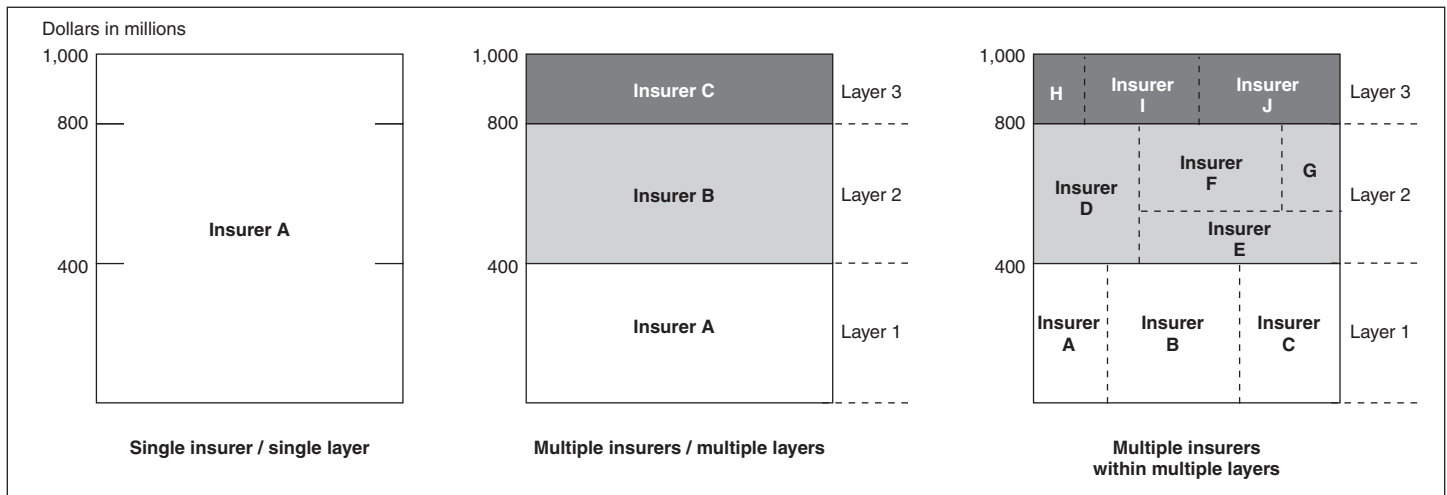 Dollars in millions
1,000
800
400
Insurer A
Single insurer / single layer
1,000
800
400
Insurer C
Insurer B
Insurer A
Layer 3
Layer 2
Layer 1
Multiple insurers / multiple layers
1,000
800
400
H
Insurer
I
Insurer
J
Layer 3
Insurer
D
Insurer
F
G
Insurer
E
Layer 2
Insurer
A
Insurer
B
Insurer
C
Layer 1
Multiple insurers
within multiple layers